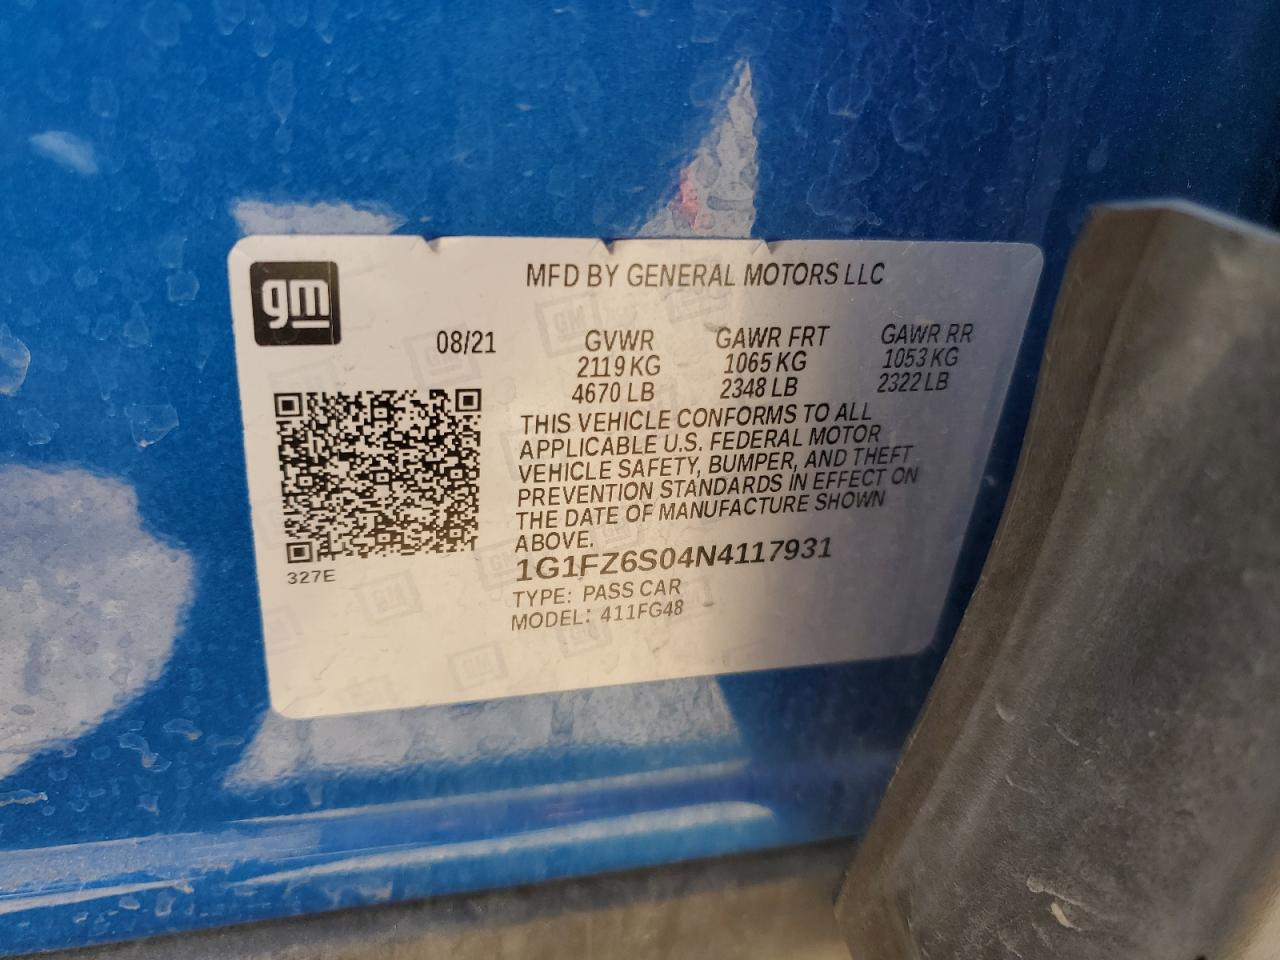 gm
MFD BY GENERAL MOTORS LLC
08/21
GVWR GAWR FRT GAWR RR
2119 KG 1065 KG 1053 KG
4670 LB 2348 LB 2322 LB
THIS VEHICLE CONFORMS TO ALL
APPLICABLE U.S. FEDERAL MOTOR
VEHICLE SAFETY, BUMPER, AND THEFT
PREVENTION STANDARDS IN EFFECT ON
THE DATE OF MANUFACTURE SHOWN
ABOVE.
327E
1G1FZ6S04N4117931
TYPE: PASS CAR
MODEL: 411FG48